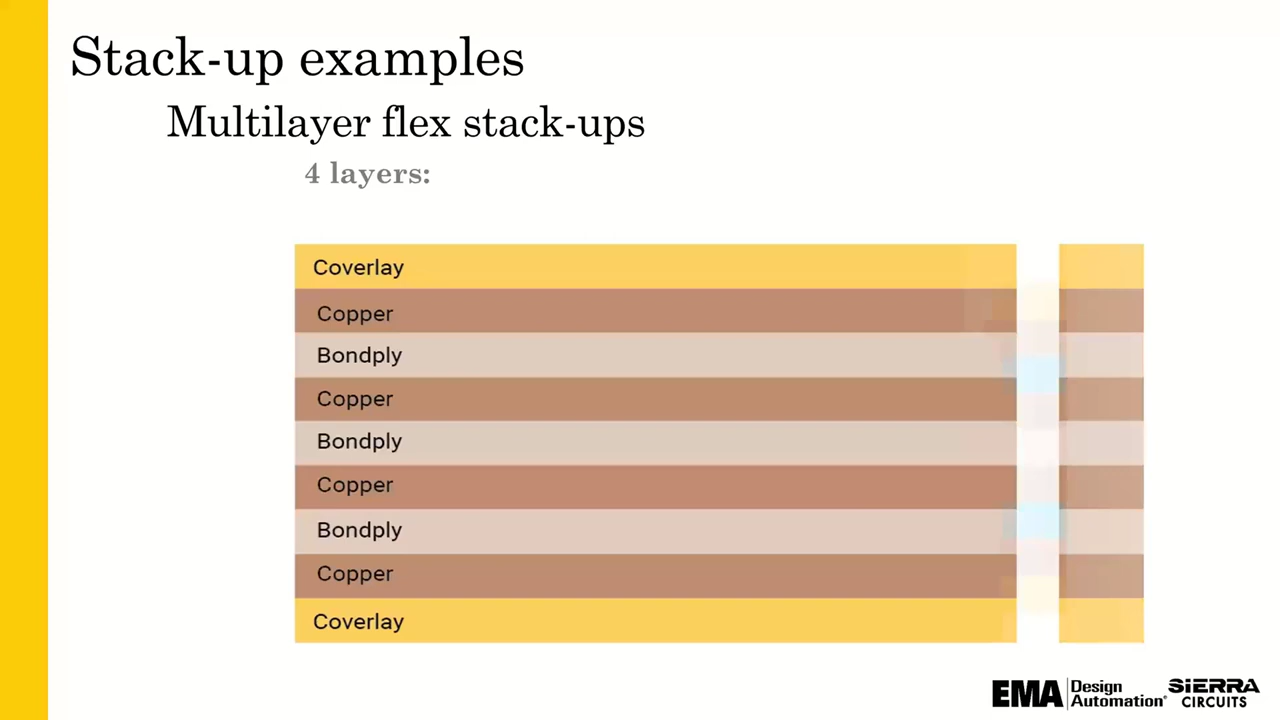 Stack-up examples
Multilayer flex stack-ups
4 layers:
Coverlay
Copper
Bondply
Copper
Bondply
Copper
Bondply
Copper
Coverlay
EMA Design Automation®
SIERRA CIRCUITS